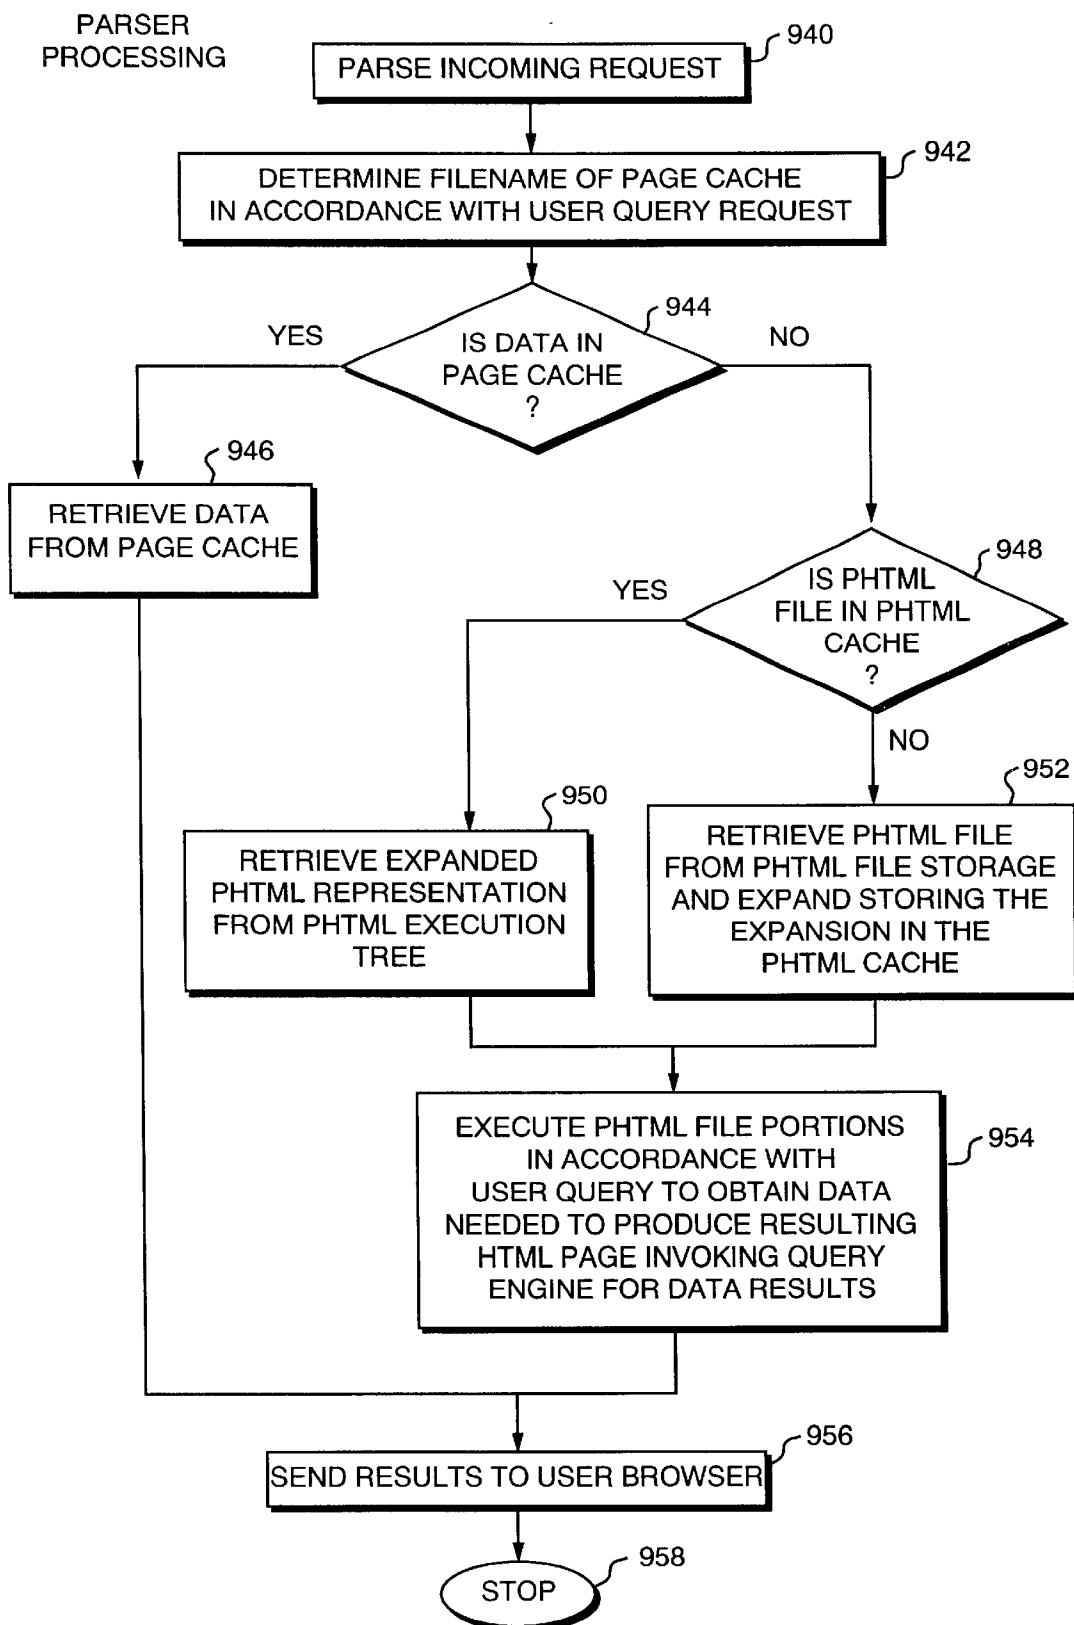 PARSER
PROCESSING
940
PARSE INCOMING REQUEST
942
DETERMINE FILENAME OF PAGE CACHE
IN ACCORDANCE WITH USER QUERY REQUEST
944
YES
NO
IS DATA IN
PAGE CACHE
?
946
RETRIEVE DATA
FROM PAGE CACHE
948
YES
IS PHTML
FILE IN PHTML
CACHE
?
NO
950
RETRIEVE EXPANDED
PHTML REPRESENTATION
FROM PHTML EXECUTION
TREE
952
RETRIEVE PHTML FILE
FROM PHTML FILE STORAGE
AND EXPAND STORING THE
EXPANSION IN THE
PHTML CACHE
954
EXECUTE PHTML FILE PORTIONS
IN ACCORDANCE WITH
USER QUERY TO OBTAIN DATA
NEEDED TO PRODUCE RESULTING
HTML PAGE INVOKING QUERY
ENGINE FOR DATA RESULTS
956
SEND RESULTS TO USER BROWSER
958
STOP